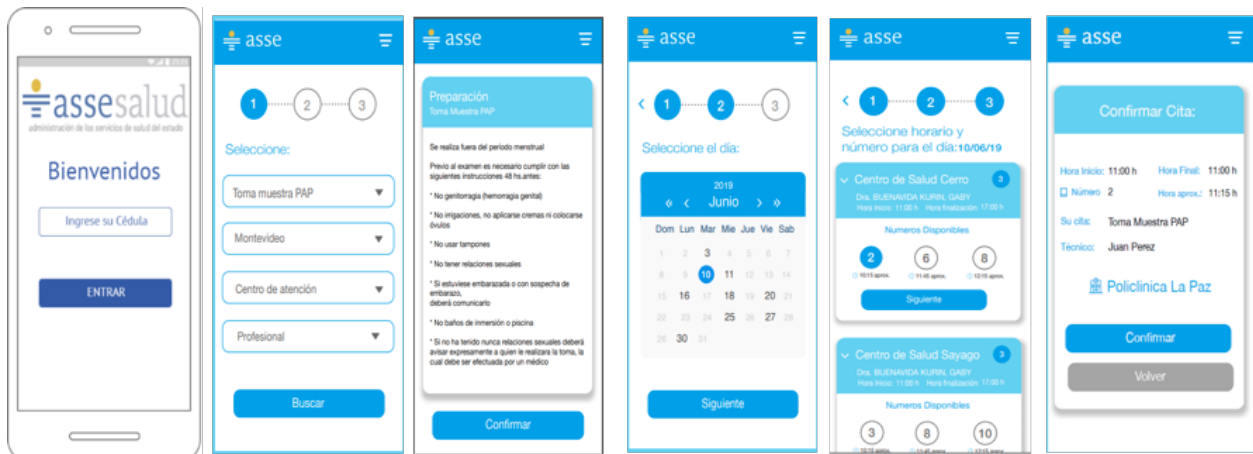 assesalud
administración de los servicios de salud del estado
Bienvenidos
Ingrese su Cédula
ENTRAR
asse
1 2 3
Seleccione:
Toma muestra PAP
Montevideo
Centro de atención
Profesional
Buscar
asse
Preparación
Toma Muestra PAP
Se realiza fuera del período menstrual
Previo al examen es necesario cumplir con las
siguientes instrucciones 48 hs.antes:
* No genitorragia (hemorragia genital)
* No irrigaciones, no aplicarse cremas ni colocarse
óvulos
* No usar tampones
* No tener relaciones sexuales
* Si estuviese embarazada o con sospecha de
embarazo,
deberá comunicarlo
* No baños de inmersión o piscina
* Si no ha tenido nunca relaciones sexuales deberá
avisar expresamente a quien le realizara la toma, la
cual debe ser efectuada por un médico
Confirmar
asse
< 1 2 3
Seleccione el día:
2019
« < Junio > »
Dom Lun Mar Mie Jue Vie Sab
1 2 3 4 5 6 7
8 9 10 11 12 13 14
15 16 17 18 19 20 21
22 23 24 25 26 27 28
30 31
Siguiente
asse
< 1 2 3
Seleccione horario y
número para el día:10/06/19
Centro de Salud Cerro 3
Dra. BUENAVIDA KURIN, GABY
Hora Inicio: 11:00 h Hora finalización: 17:00 h
Numeros Disponibles
2 6 8
10:15 aprox. 11:45 aprox. 12:15 aprox.
Siguiente
Centro de Salud Sayago 3
Dra. BUENAVIDA KURIN, GABY
Hora Inicio: 11:00 h Hora finalización: 17:00 h
Numeros Disponibles
3 8 10
asse
Confirmar Cita:
Hora Inicio: 11:00 h Hora Final: 11:00 h
Número 2 Hora aprox.: 11:15 h
Su cita: Toma Muestra PAP
Técnico: Juan Perez
Policlinica La Paz
Confirmar
Volver